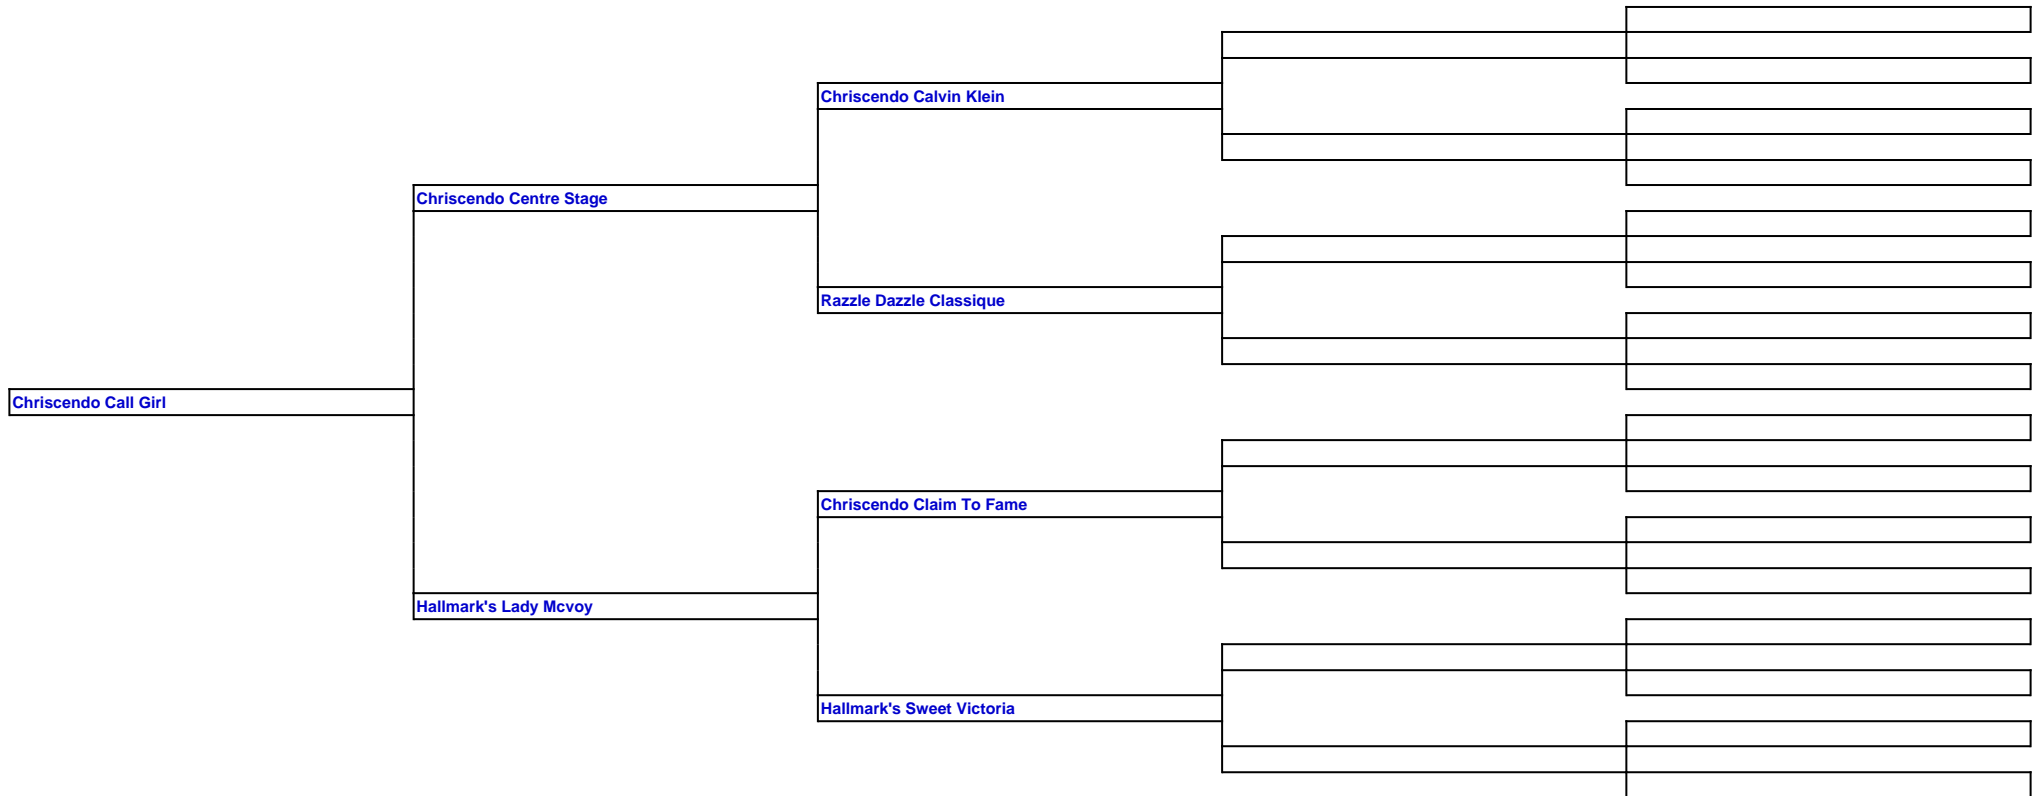 Chriscendo Calvin Klein
Chriscendo Centre Stage
Razzle Dazzle Classique
Chriscendo Call Girl
Chriscendo Claim To Fame
Hallmark's Lady Mcvoy
Hallmark's Sweet Victoria